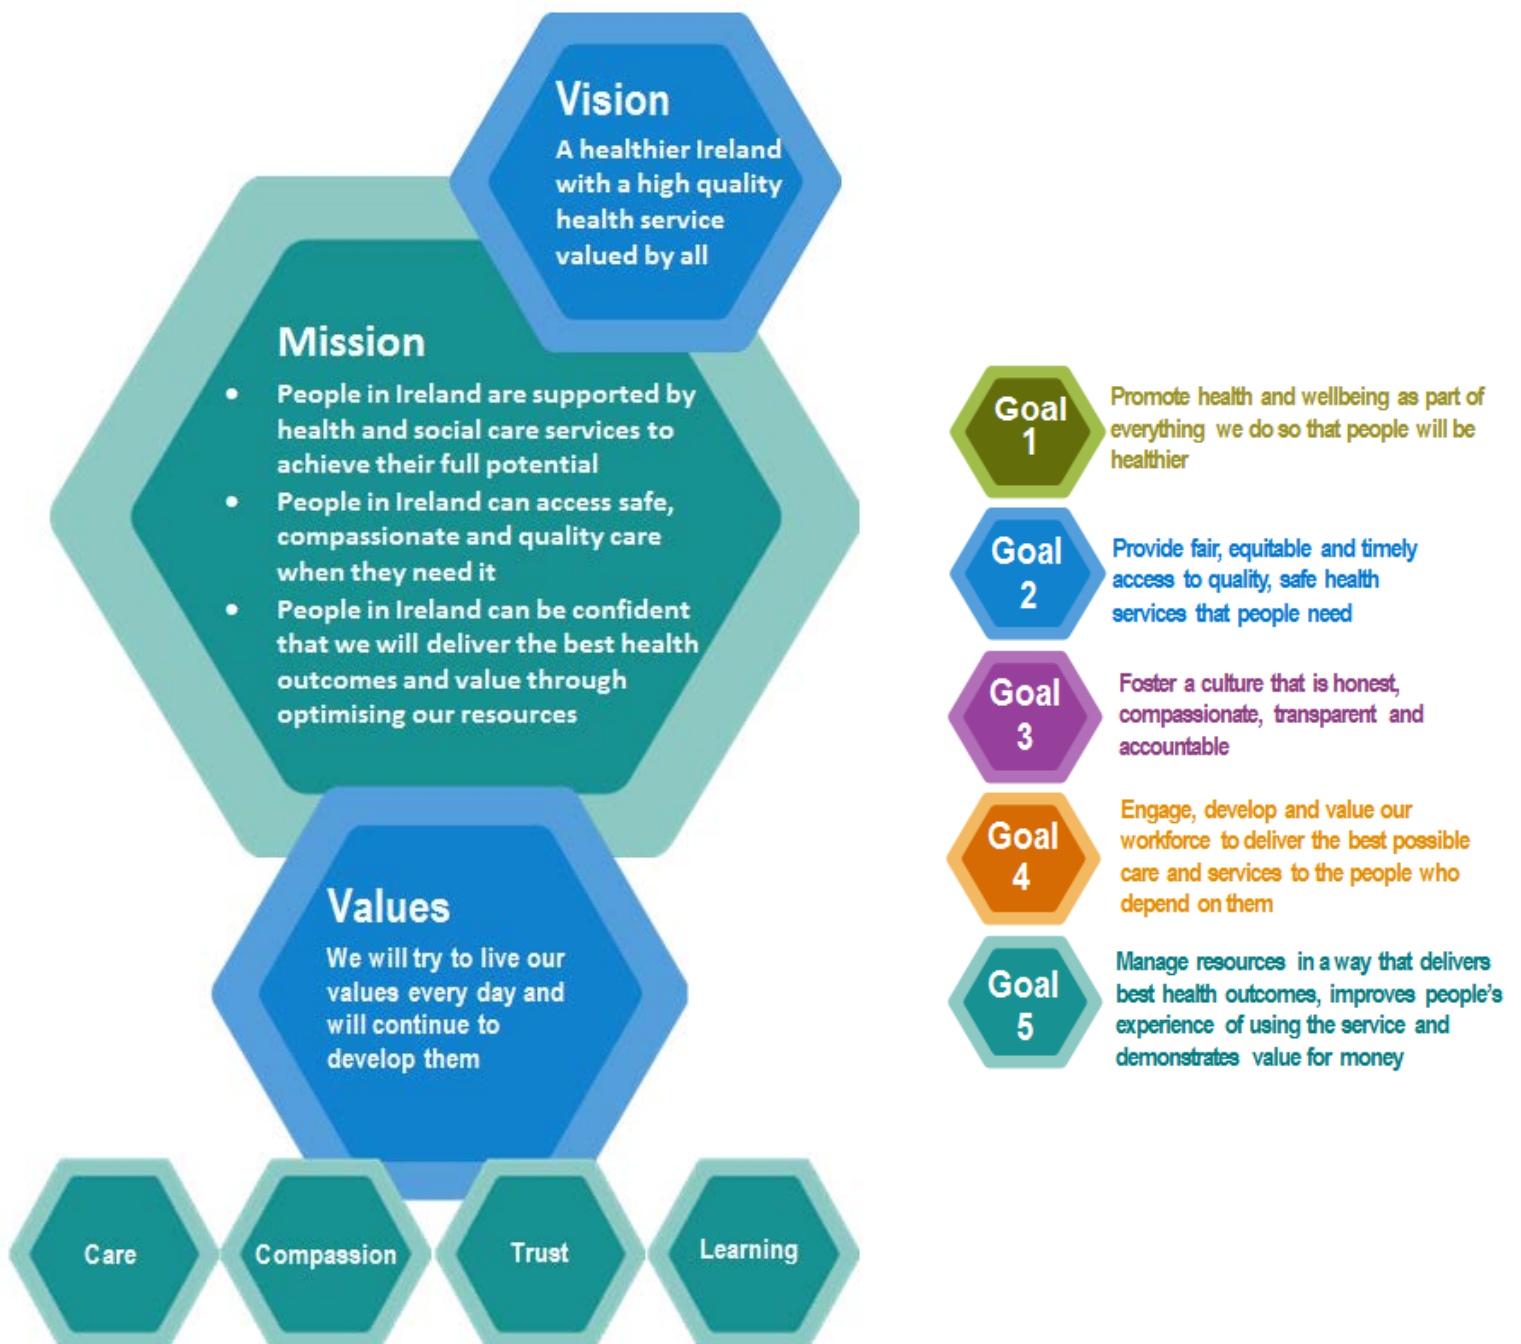 Vision
A healthier Ireland
with a high quality
health service
valued by all
Mission
• People in Ireland are supported by
health and social care services to
achieve their full potential
• People in Ireland can access safe,
compassionate and quality care
when they need it
• People in Ireland can be confident
that we will deliver the best health
outcomes and value through
optimising our resources
Values
We will try to live our
values every day and
will continue to
develop them
Care
Compassion
Trust
Learning
Goal
1
Promote health and wellbeing as part of
everything we do so that people will be
healthier
Goal
2
Provide fair, equitable and timely
access to quality, safe health
services that people need
Goal
3
Foster a culture that is honest,
compassionate, transparent and
accountable
Goal
4
Engage, develop and value our
workforce to deliver the best possible
care and services to the people who
depend on them
Goal
5
Manage resources in a way that delivers
best health outcomes, improves people's
experience of using the service and
demonstrates value for money